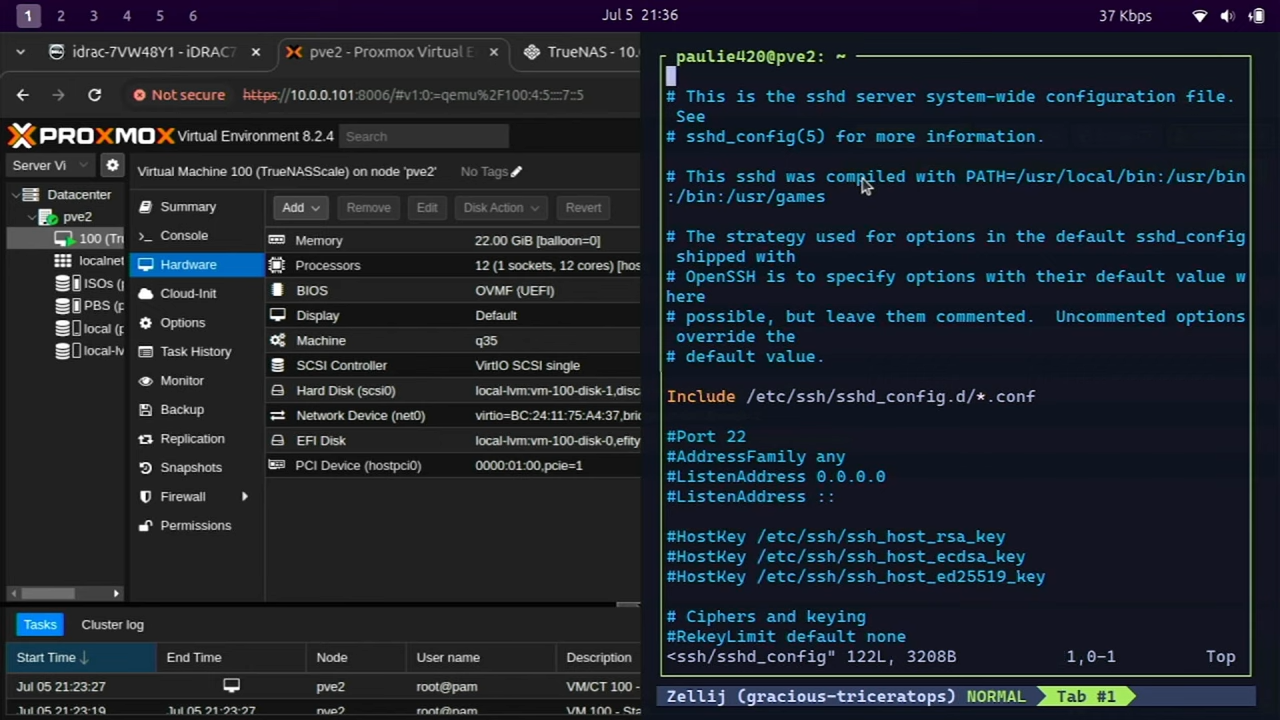 1 2 3 4 5 6
Jul 5 21:36
37 Kbps
idrac-7VW48Y1 - iDRAC7
pve2 - Proxmox Virtual E
TrueNAS - 10.
Not secure https://10.0.0.101:8006/#v1:0:=qemu%2F100:4:5::::7::5
PROXMOX Virtual Environment 8.2.4 Search
Server Vi
Datacenter
pve2
100 (Tru
localnet
ISOs (p
PBS (p
local (p
local-lv
Virtual Machine 100 (TrueNASScale) on node 'pve2' No Tags
Summary
Console
Hardware
Cloud-Init
Options
Task History
Monitor
Backup
Replication
Snapshots
Firewall
Permissions
Add Remove Edit Disk Action Revert
Memory 22.00 GiB [balloon=0]
Processors 12 (1 sockets, 12 cores) [hos
BIOS OVMF (UEFI)
Display Default
Machine q35
SCSI Controller VirtIO SCSI single
Hard Disk (scsi0) local-lvm:vm-100-disk-1,disc
Network Device (net0) virtio=BC:24:11:75:A4:37,brid
EFI Disk local-lvm:vm-100-disk-0,efity
PCI Device (hostpci0) 0000:01:00,pcie=1
Tasks Cluster log
Start Time End Time Node User name Description
Jul 05 21:23:27 pve2 root@pam VM/CT 100 -
Jul 05 21:23:19 Jul 05 21:23:27 pve2 root@pam VM 100 - Sta
paulie420@pve2: ~
# This is the sshd server system-wide configuration file.
See
# sshd_config(5) for more information.
# This sshd was compiled with PATH=/usr/local/bin:/usr/bin
:/bin:/usr/games
# The strategy used for options in the default sshd_config
shipped with
# OpenSSH is to specify options with their default value w
here
# possible, but leave them commented.  Uncommented options
override the
# default value.
Include /etc/ssh/sshd_config.d/*.conf
#Port 22
#AddressFamily any
#ListenAddress 0.0.0.0
#ListenAddress ::
#HostKey /etc/ssh/ssh_host_rsa_key
#HostKey /etc/ssh/ssh_host_ecdsa_key
#HostKey /etc/ssh/ssh_host_ed25519_key
# Ciphers and keying
#RekeyLimit default none
<ssh/sshd_config" 122L, 3208B 1,0-1 Top
Zellij (gracious-triceratops) NORMAL Tab #1